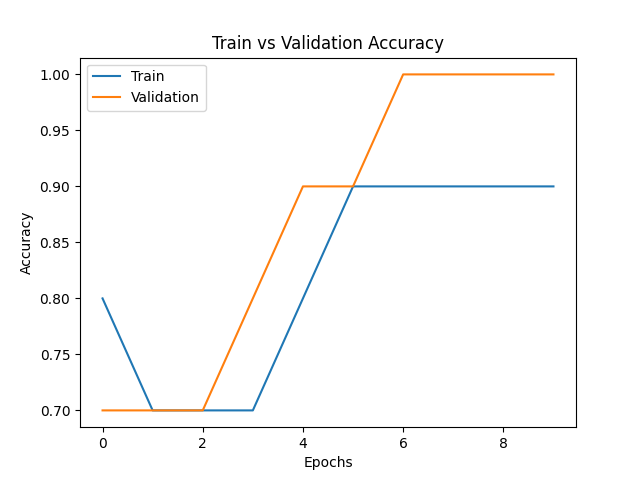 Train vs Validation Accuracy
Train
Validation
1.00
0.95
0.90
0.85
0.80
0.75
0.70
Accuracy
0 2 4 6 8
Epochs